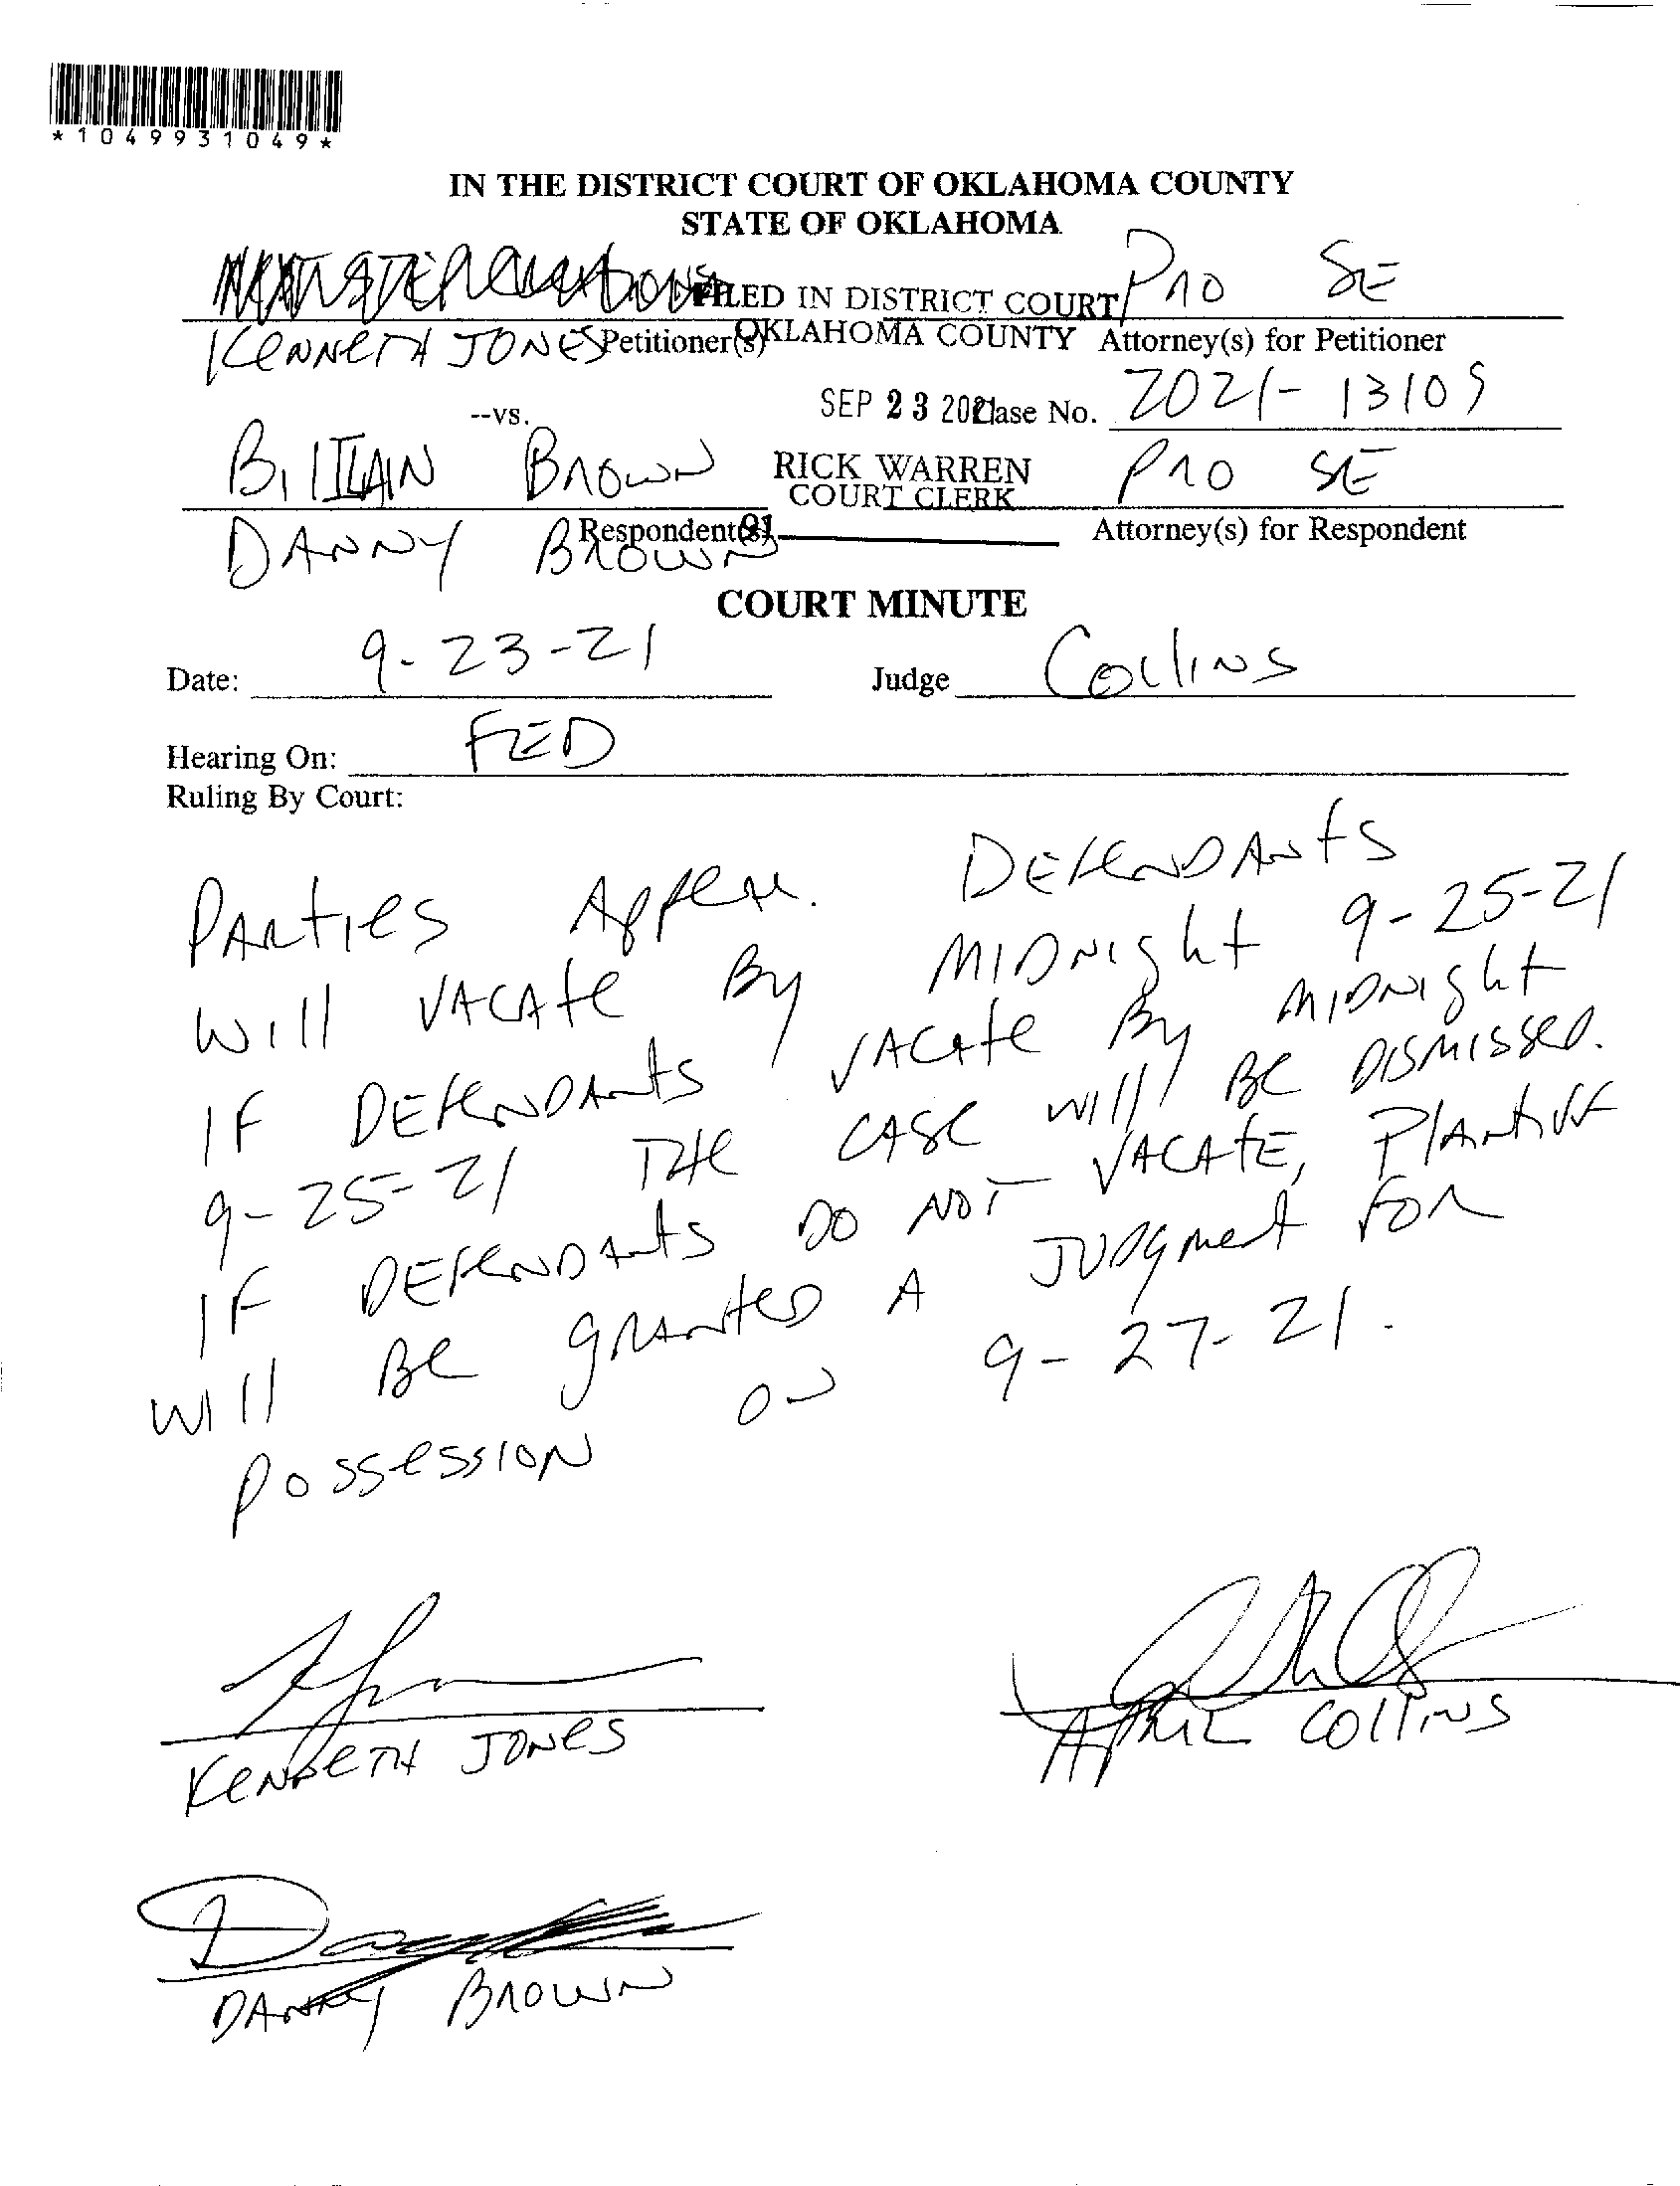 *1049931049*
IN THE DISTRICT COURT OF OKLAHOMA COUNTY
STATE OF OKLAHOMA
PRO SE
FILED IN DISTRICT COURT
OKLAHOMA COUNTY
KENNETH JONES Petitioner(s) Attorney(s) for Petitioner
--vs.
SEP 23 2021 Case No. 2021-13105
BROWN RICK WARREN PRO SE
COURT CLERK
DANNY BROWN Respondent(s) 91 Attorney(s) for Respondent
COURT MINUTE
Date: 9-23-21 Judge Collins
Hearing On: FED
Ruling By Court:
PARTIES APPEAR. DEFENDANTS
WILL VACATE BY MIDNIGHT 9-25-21
IF DEFENDANTS VACATE BY MIDNIGHT
9-25-21 THE CASE WILL BE DISMISSED.
IF DEFENDANTS DO NOT VACATE, PLANTIFF
WILL BE GRANTED A JUDGMENT FOR
POSSESSION ON 9-27-21.
KENNETH JONES APRIL COLLINS
DANNY BROWN